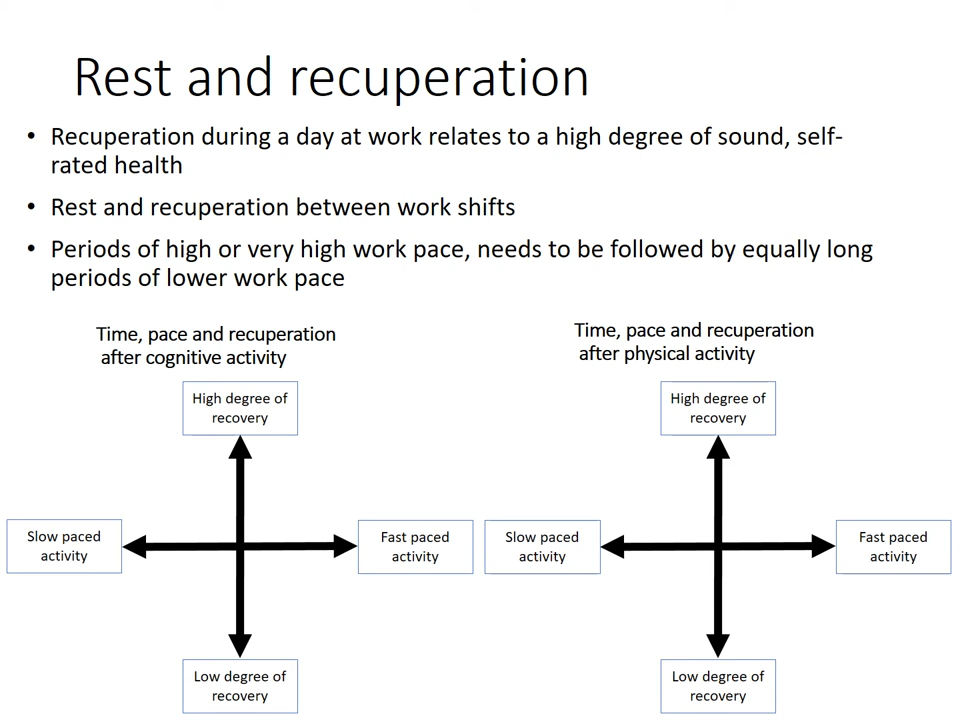 Rest and recuperation
• Recuperation during a day at work relates to a high degree of sound, self-
rated health
• Rest and recuperation between work shifts
• Periods of high or very high work pace, needs to be followed by equally long
periods of lower work pace
Time, pace and recuperation
after cognitive activity
High degree of
recovery
Slow paced
activity
Fast paced
activity
Low degree of
recovery
Time, pace and recuperation
after physical activity
High degree of
recovery
Slow paced
activity
Fast paced
activity
Low degree of
recovery